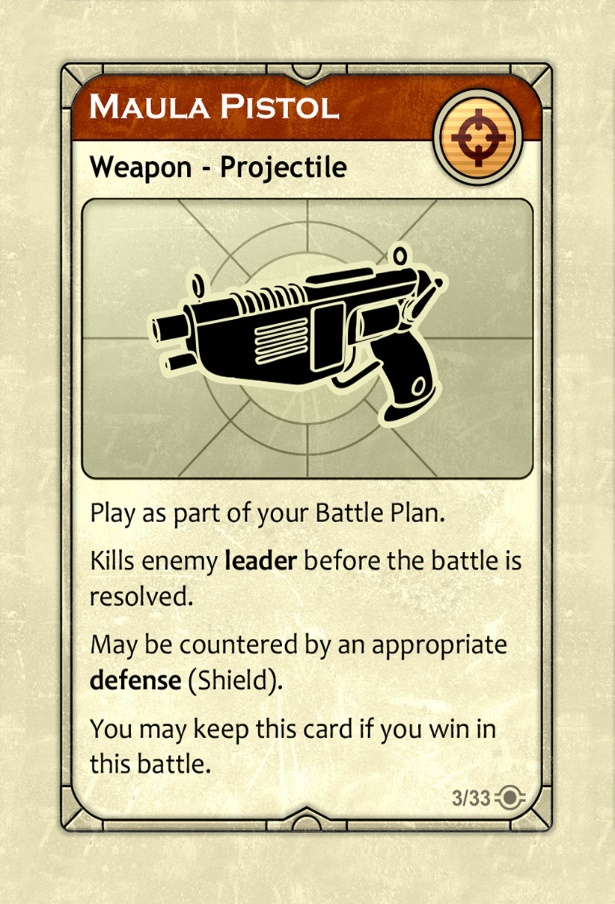 Maula Pistol
Weapon - Projectile
Play as part of your Battle Plan.
Kills enemy leader before the battle is
resolved.
May be countered by an appropriate
defense (Shield).
You may keep this card if you win in
this battle.
3/33